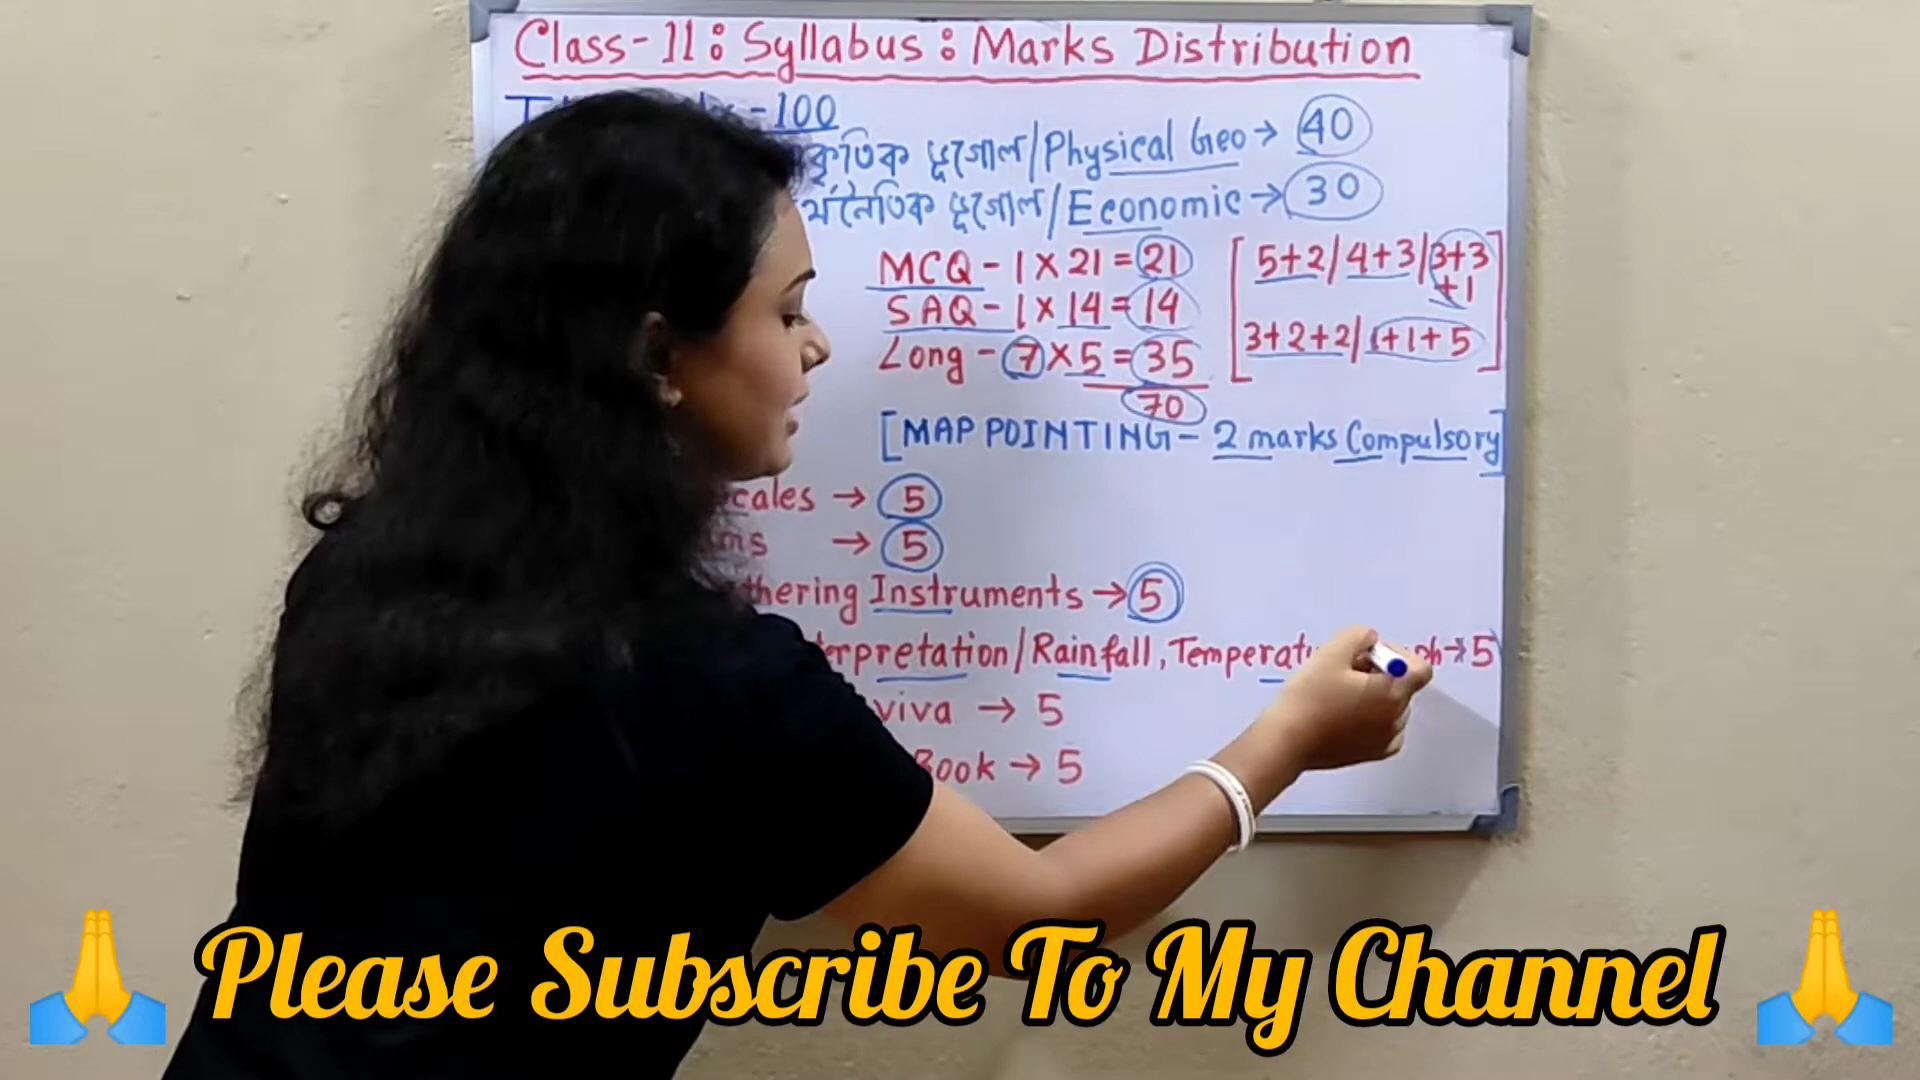 Class-11: Syllabus: Marks Distribution
-100
ভূগোল/Physical Geo → 40
ভূগোল/Economic → 30
MCQ - 1 × 21 = 21 [5+2/4+3/3+3+1
SAQ - 1 × 14 = 14
Long - 7 × 5 = 35 3+2+2/1+1+5]
70
[MAP POINTING - 2 marks Compulsory]
cales → 5
ms → 5
thering Instruments → 5
erpretation/Rainfall, → 5
viva → 5
Book → 5
🙏 Please Subscribe To My Channel 🙏